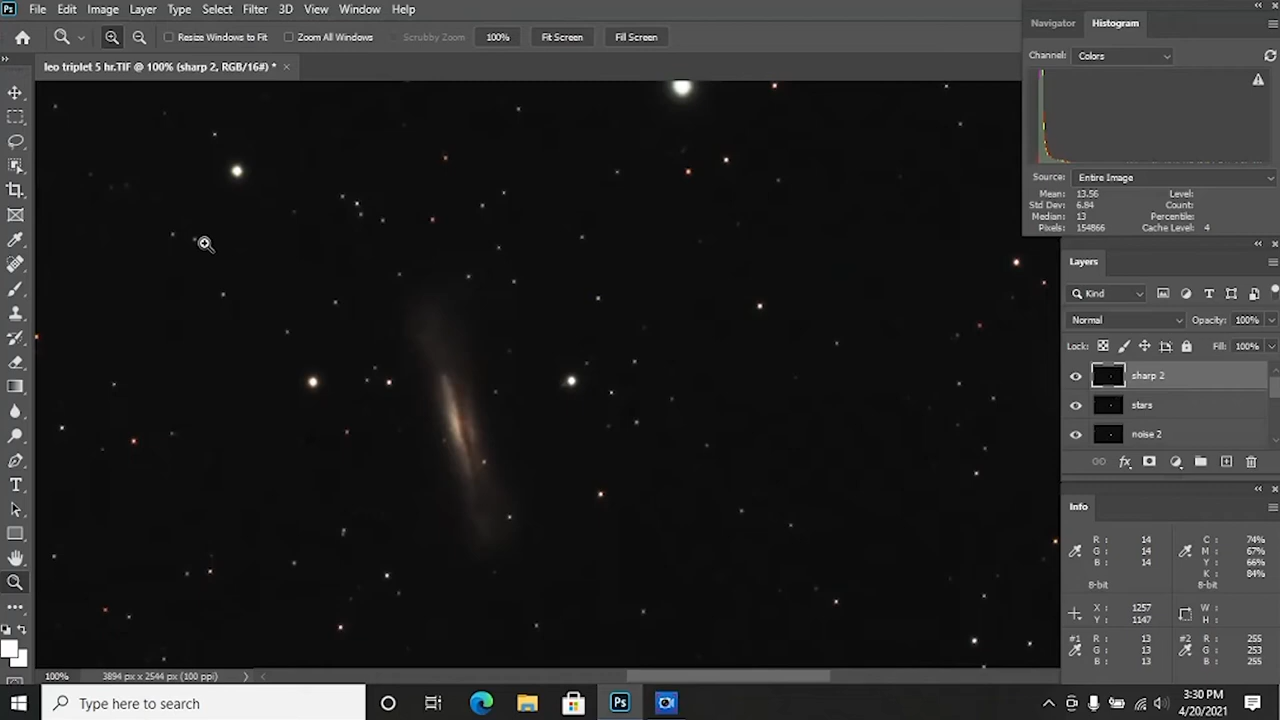 Ps File Edit Image Layer Type Select Filter 3D View Window Help
Resize Windows to Fit Zoom All Windows Scrubby Zoom 100% Fit Screen Fill Screen
leo triplet 5 hr.TIF @ 100% (sharp 2, RGB/16#) *
Navigator Histogram
Channel: Colors
Source: Entire Image
Mean: 13.56 Level:
Std Dev: 6.84 Count:
Median: 13 Percentile:
Pixels: 154866 Cache Level: 4
Layers
Kind
Normal Opacity: 100%
Lock: Fill: 100%
sharp 2
stars
noise 2
fx
Info
R: 14 C: 74%
G: 14 M: 67%
B: 14 Y: 66%
K: 84%
8-bit 8-bit
X: 1257 W:
Y: 1147 H:
#1 R: 13 #2 R: 255
G: 13 G: 253
B: 13 B: 255
100% 3894 px x 2544 px (100 ppi)
Type here to search
Ps
3:30 PM
4/20/2021